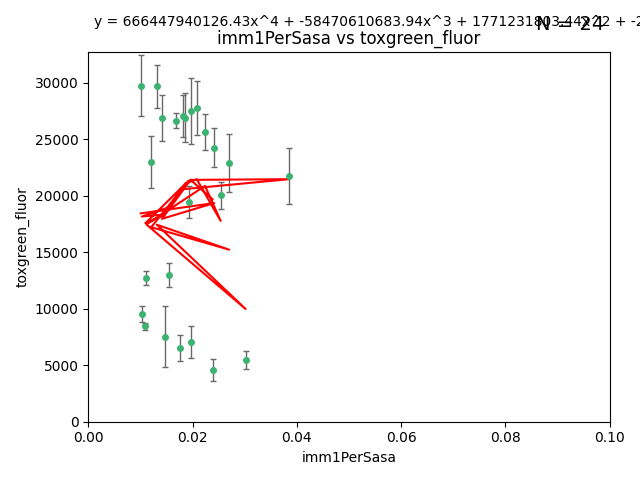 y = 666447940126.43x^4 + -58470610683.94x^3 + 1771231803.44x^2 + -2
N = 24
imm1PerSasa vs toxgreen_fluor
30000
25000
20000
15000
10000
5000
0
toxgreen_fluor
0.00 0.02 0.04 0.06 0.08 0.10
imm1PerSasa